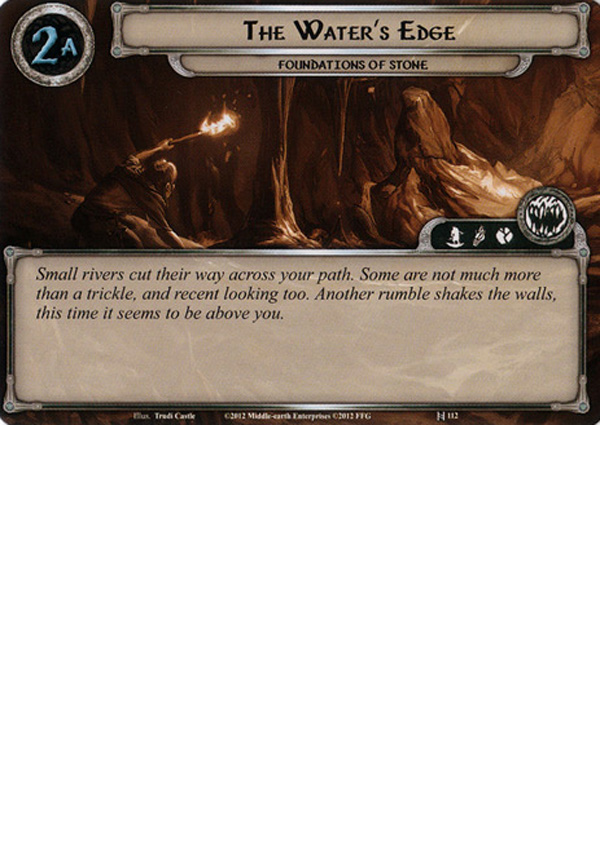 2A
THE WATER'S EDGE
FOUNDATIONS OF STONE
Small rivers cut their way across your path. Some are not much more
than a trickle, and recent looking too. Another rumble shakes the walls,
this time it seems to be above you.
Illus. Trudi Castle ©2012 Middle-earth Enterprises ©2012 FFG 112